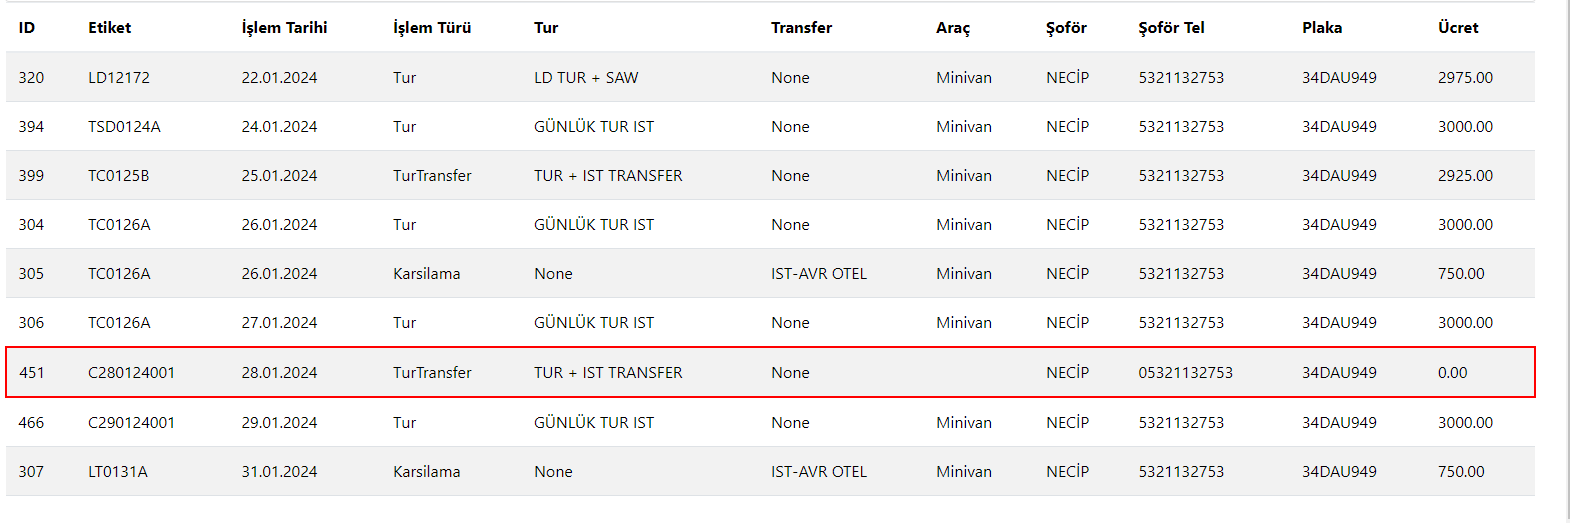 ID Etiket İşlem Tarihi İşlem Türü Tur Transfer Araç Şoför Şoför Tel Plaka Ücret
320 LD12172 22.01.2024 Tur LD TUR + SAW None Minivan NECİP 5321132753 34DAU949 2975.00
394 TSD0124A 24.01.2024 Tur GÜNLÜK TUR IST None Minivan NECİP 5321132753 34DAU949 3000.00
399 TC0125B 25.01.2024 TurTransfer TUR + IST TRANSFER None Minivan NECİP 5321132753 34DAU949 2925.00
304 TC0126A 26.01.2024 Tur GÜNLÜK TUR IST None Minivan NECİP 5321132753 34DAU949 3000.00
305 TC0126A 26.01.2024 Karsilama None IST-AVR OTEL Minivan NECİP 5321132753 34DAU949 750.00
306 TC0126A 27.01.2024 Tur GÜNLÜK TUR IST None Minivan NECİP 5321132753 34DAU949 3000.00
451 C280124001 28.01.2024 TurTransfer TUR + IST TRANSFER None NECİP 05321132753 34DAU949 0.00
466 C290124001 29.01.2024 Tur GÜNLÜK TUR IST None Minivan NECİP 5321132753 34DAU949 3000.00
307 LT0131A 31.01.2024 Karsilama None IST-AVR OTEL Minivan NECİP 5321132753 34DAU949 750.00